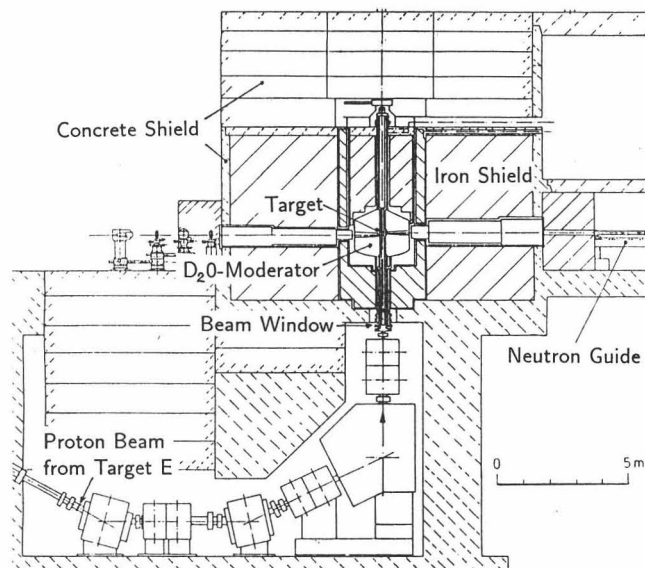 Concrete Shield
Iron Shield
Target
D₂O-Moderator
Beam Window
Neutron Guide
Proton Beam
from Target E
0 5 m